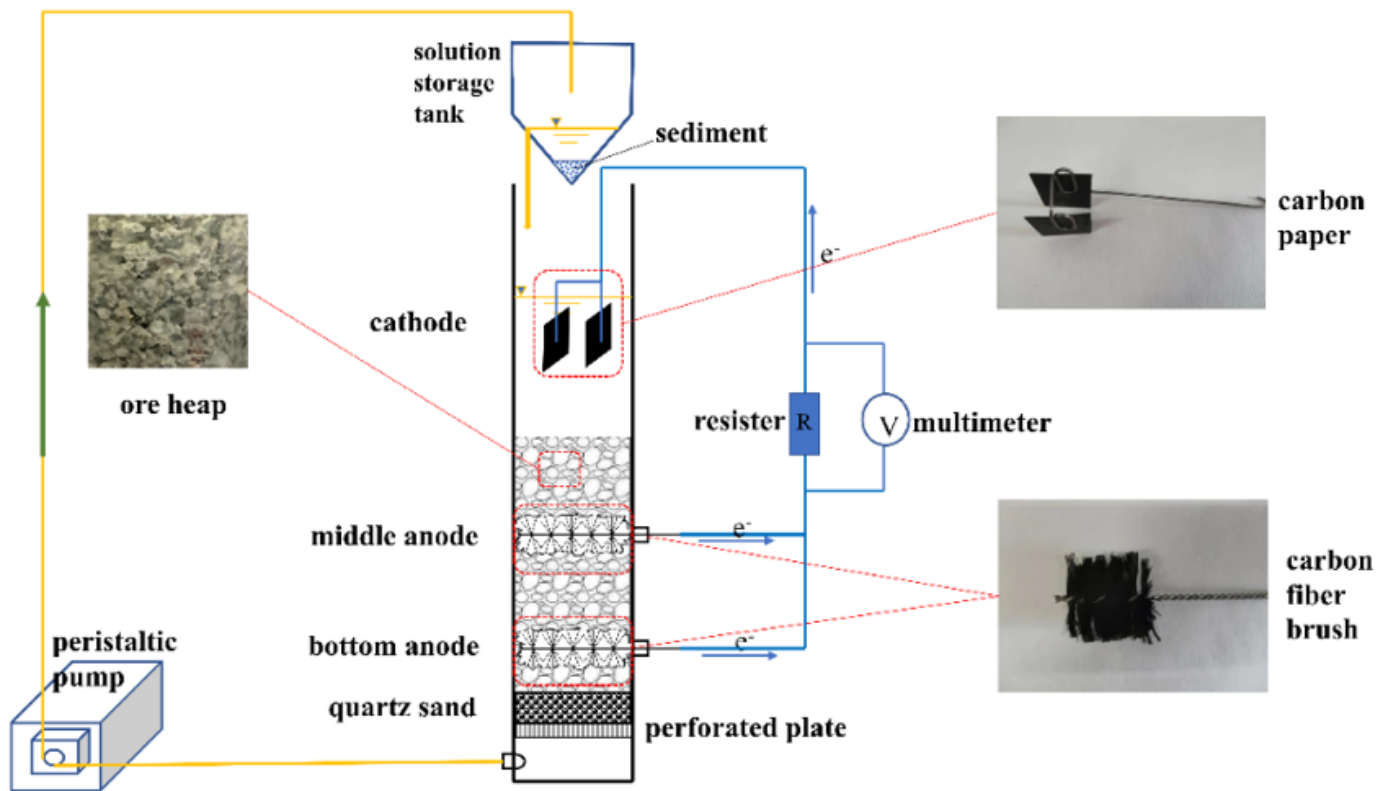 solution
storage
tank
sediment
carbon
paper
e-
cathode
ore heap
resister
R
V
multimeter
middle anode
e-
carbon
fiber
brush
bottom anode
e-
peristaltic
pump
quartz sand
perforated plate